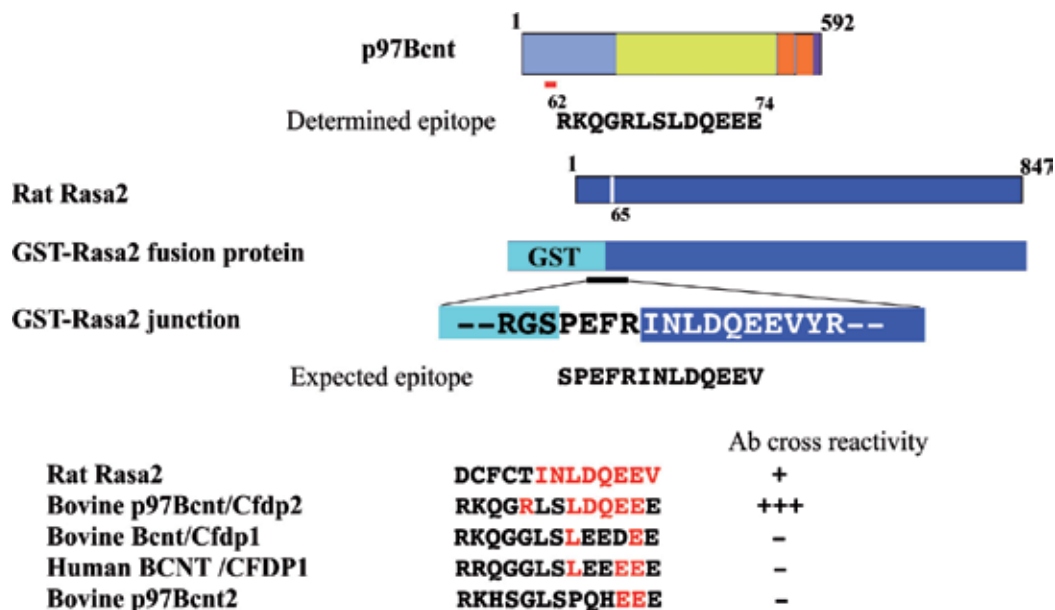 1 592
p97Bcnt
62 74
Determined epitope RKQGRLSLDQEEE
1 847
Rat Rasa2
65
GST-Rasa2 fusion protein GST
GST-Rasa2 junction --RGSPEFRINLDQEEVYR--
Expected epitope SPEFRINLDQEEV
Ab cross reactivity
Rat Rasa2 DCFCTINLDQEEV +
Bovine p97Bcnt/Cfdp2 RKQGRLSLDQEEE +++
Bovine Bcnt/Cfdp1 RKQGGLSLEEDEE –
Human BCNT /CFDP1 RRQGGLSLEEEEE –
Bovine p97Bcnt2 RKHSGLSPQHEEE –